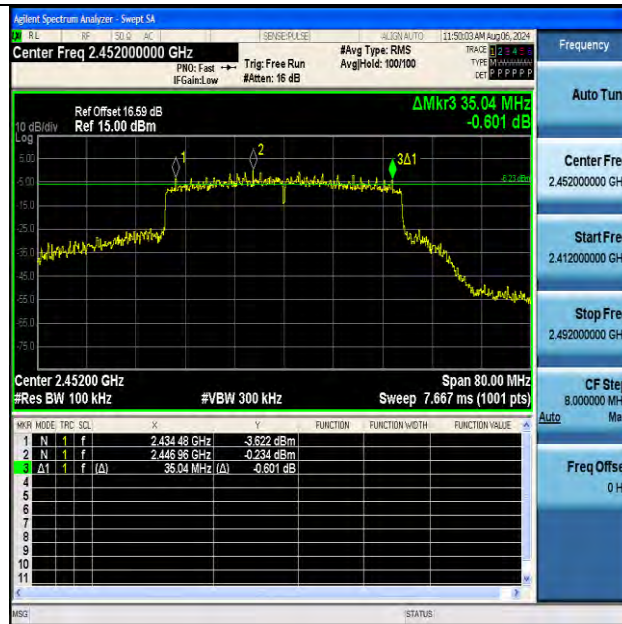 Agilent Spectrum Analyzer - Swept SA
RL RF 50 Ω AC SENSE:PULSE ALIGN AUTO 11:50:03 AM Aug 06, 2024
Center Freq 2.452000000 GHz
PNO: Fast Trig: Free Run
IFGain:Low #Atten: 16 dB
#Avg Type: RMS
Avg|Hold: 100/100
TRACE 1 2 3 4 5 6
TYPE
DET P P P P P P
Frequency
Ref Offset 16.59 dB
10 dB/div Ref 15.00 dBm
ΔMkr3 35.04 MHz
-0.601 dB
Log
5.00
-5.00
-15.0
-25.0
-35.0
-45.0
-55.0
-65.0
-75.0
1
2
3Δ1
-6.23 dBm
Center 2.45200 GHz Span 80.00 MHz
#Res BW 100 kHz #VBW 300 kHz Sweep 7.667 ms (1001 pts)
MKR MODE TRC SCL X Y FUNCTION FUNCTION WIDTH FUNCTION VALUE
1 N 1 f 2.434 48 GHz -3.622 dBm
2 N 1 f 2.446 96 GHz -0.234 dBm
3 Δ1 1 f (Δ) 35.04 MHz (Δ) -0.601 dB
4
5
6
7
8
9
10
11
MSG STATUS
Auto Tun
Center Fre
2.452000000 GH
Start Fre
2.412000000 GH
Stop Fre
2.492000000 GH
CF Ste
8.000000 MH
Auto Ma
Freq Offse
0 H